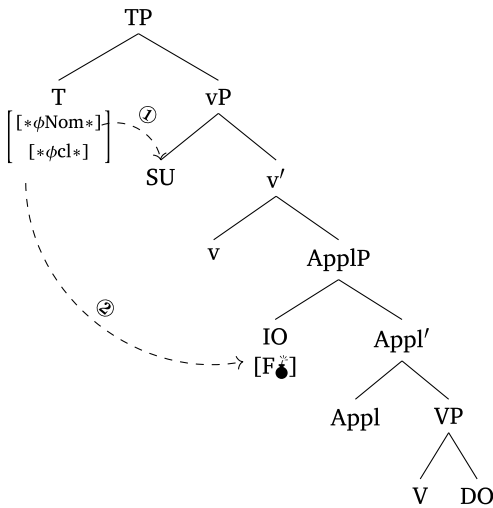 TP
T vP
[∗ϕNom∗] ①
[∗ϕcl∗]
SU v′
v ApplP
②
IO Appl′
[F💣]
Appl VP
V DO